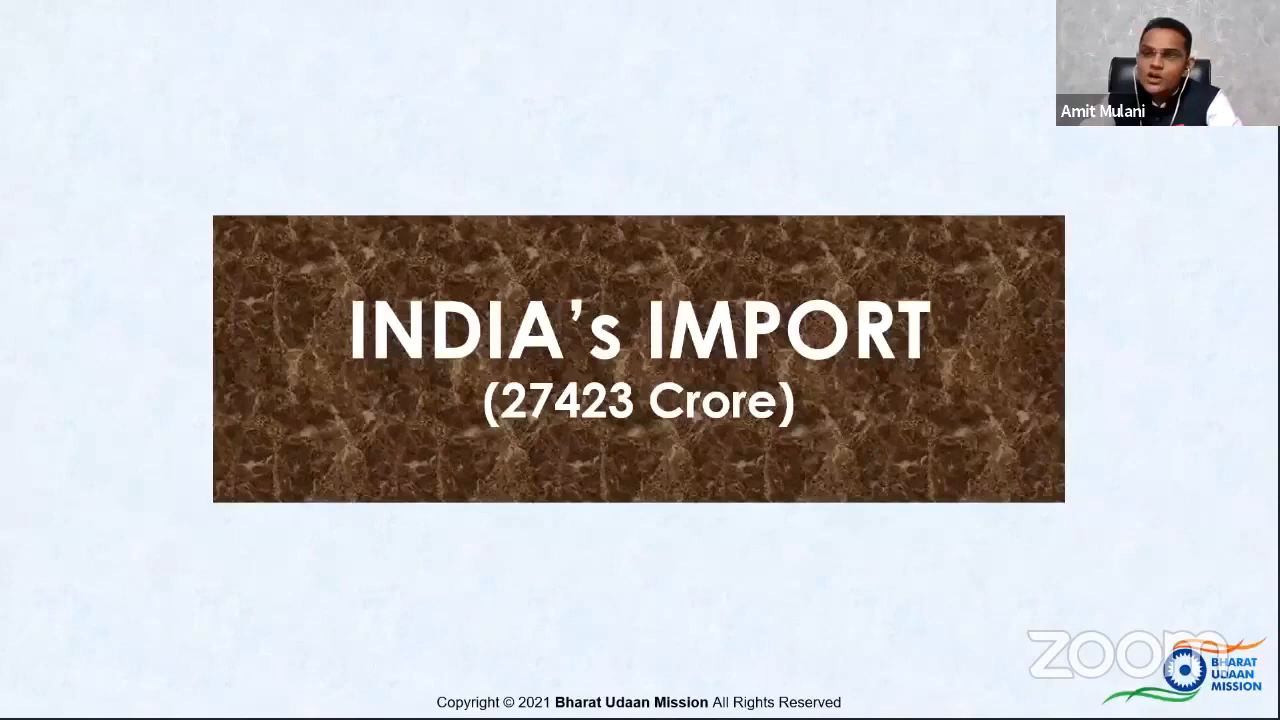 Amit Mulani
INDIA's IMPORT
(27423 Crore)
zoom
BHARAT
UDAAN
MISSION
Copyright © 2021 Bharat Udaan Mission All Rights Reserved